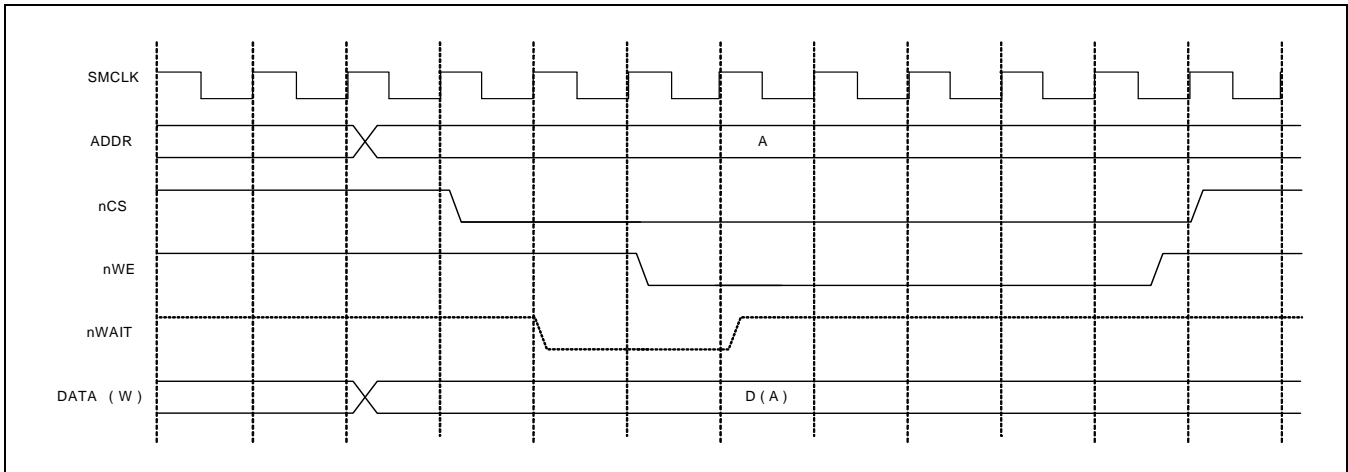 SMCLK
ADDR
A
nCS
nWE
nWAIT
DATA (W)
D(A)